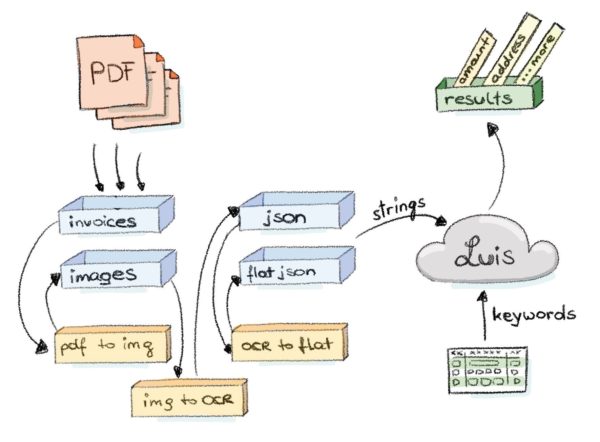 PDF
amount
address
...more
results
invoices
images
pdf to img
img to OCR
json
flat json
OCR to flat
strings
Luis
keywords